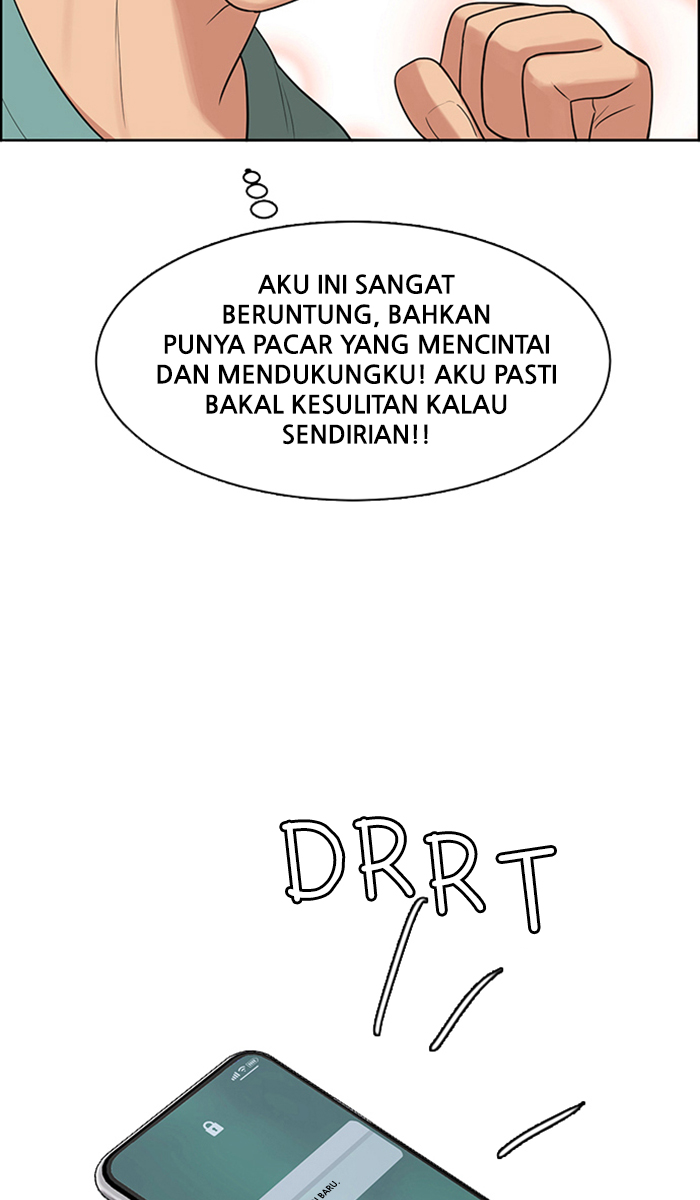 AKU INI SANGAT
BERUNTUNG, BAHKAN
PUNYA PACAR YANG MENCINTAI
DAN MENDUKUNGKU! AKU PASTI
BAKAL KESULITAN KALAU
SENDIRIAN!!
DRRT
BARU.